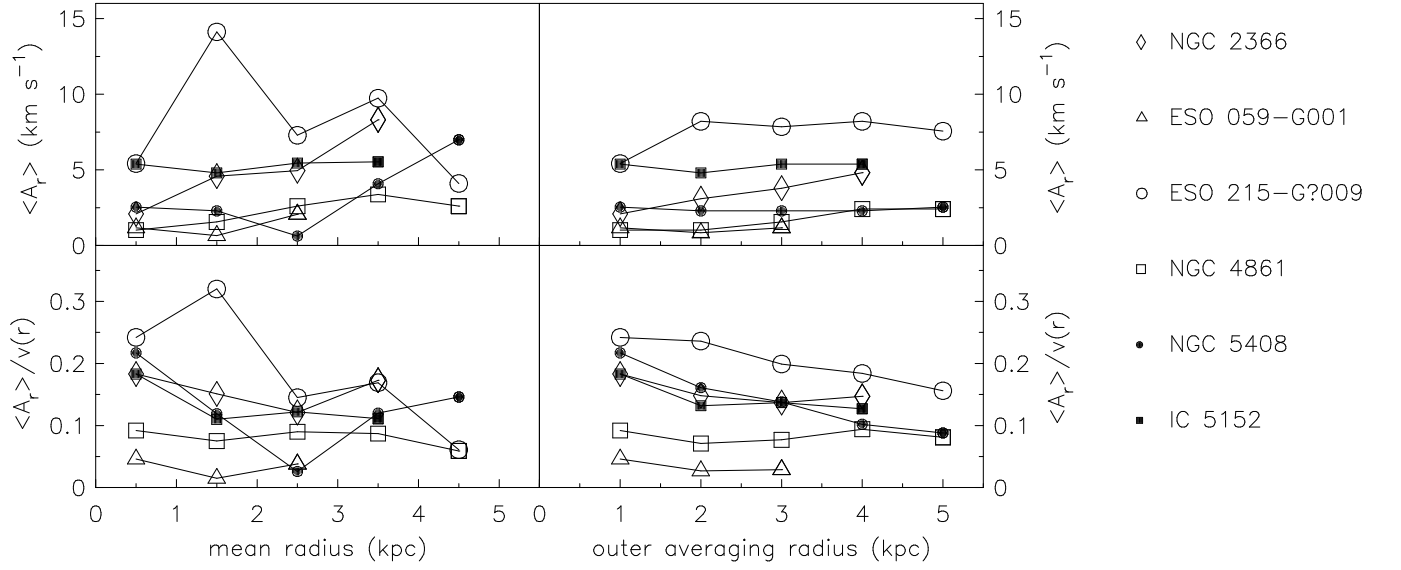 <A_r> (km s⁻¹)
15
10
5
0
15
10
5
0
<A_r> (km s⁻¹)
<A_r>/v(r)
0.3
0.2
0.1
0
0.3
0.2
0.1
0
<A_r>/v(r)
0 1 2 3 4 5 0 1 2 3 4 5
mean radius (kpc)
outer averaging radius (kpc)
NGC 2366
ESO 059−G001
ESO 215−G?009
NGC 4861
NGC 5408
IC 5152